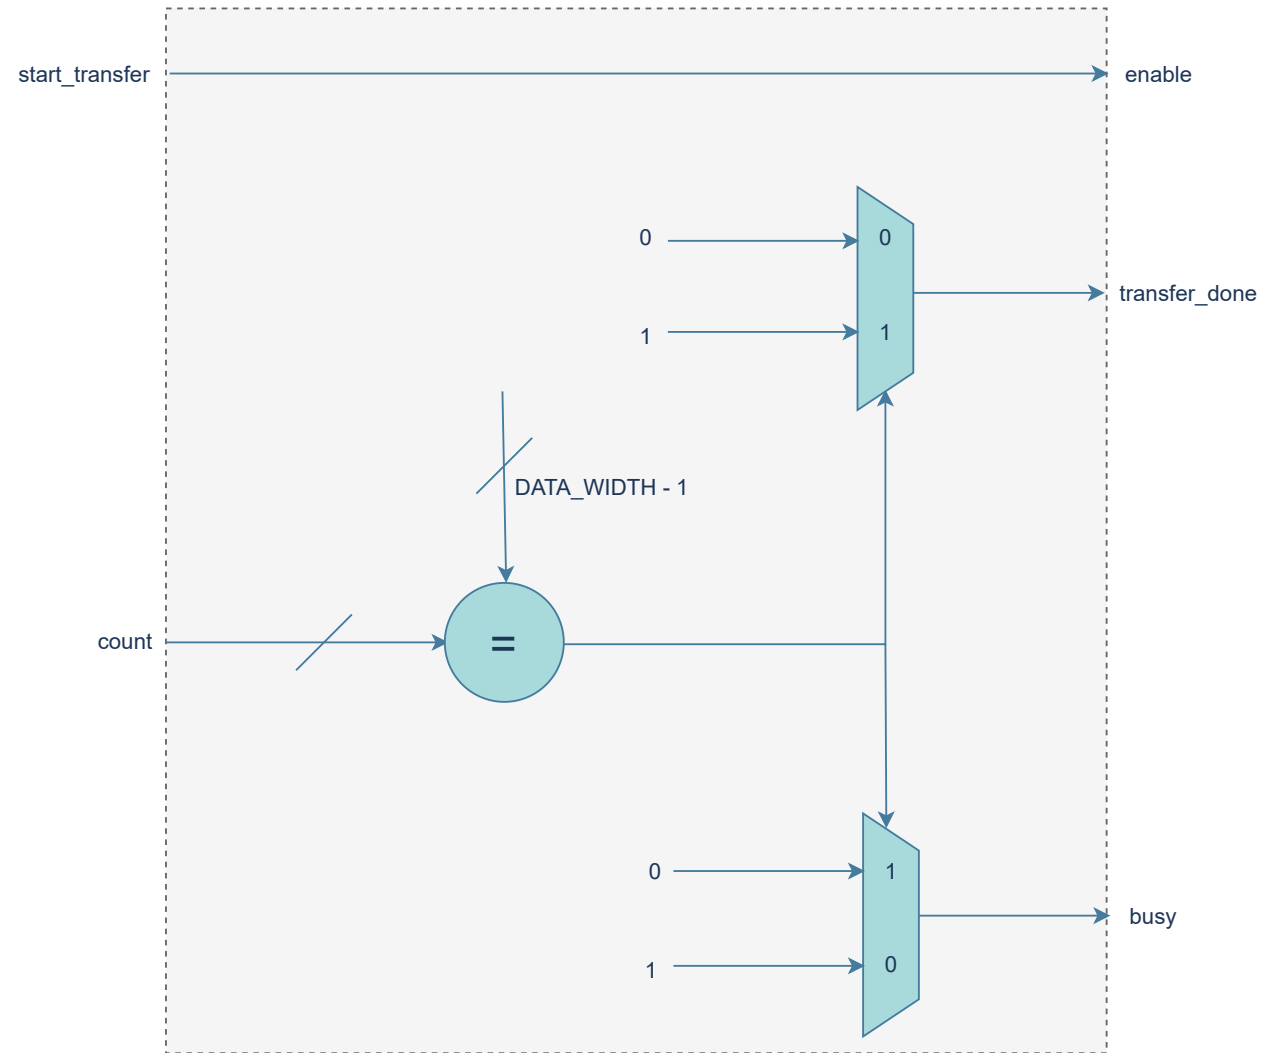 start_transfer
enable
0
0
transfer_done
1
1
DATA_WIDTH - 1
count
=
0
1
busy
1
0